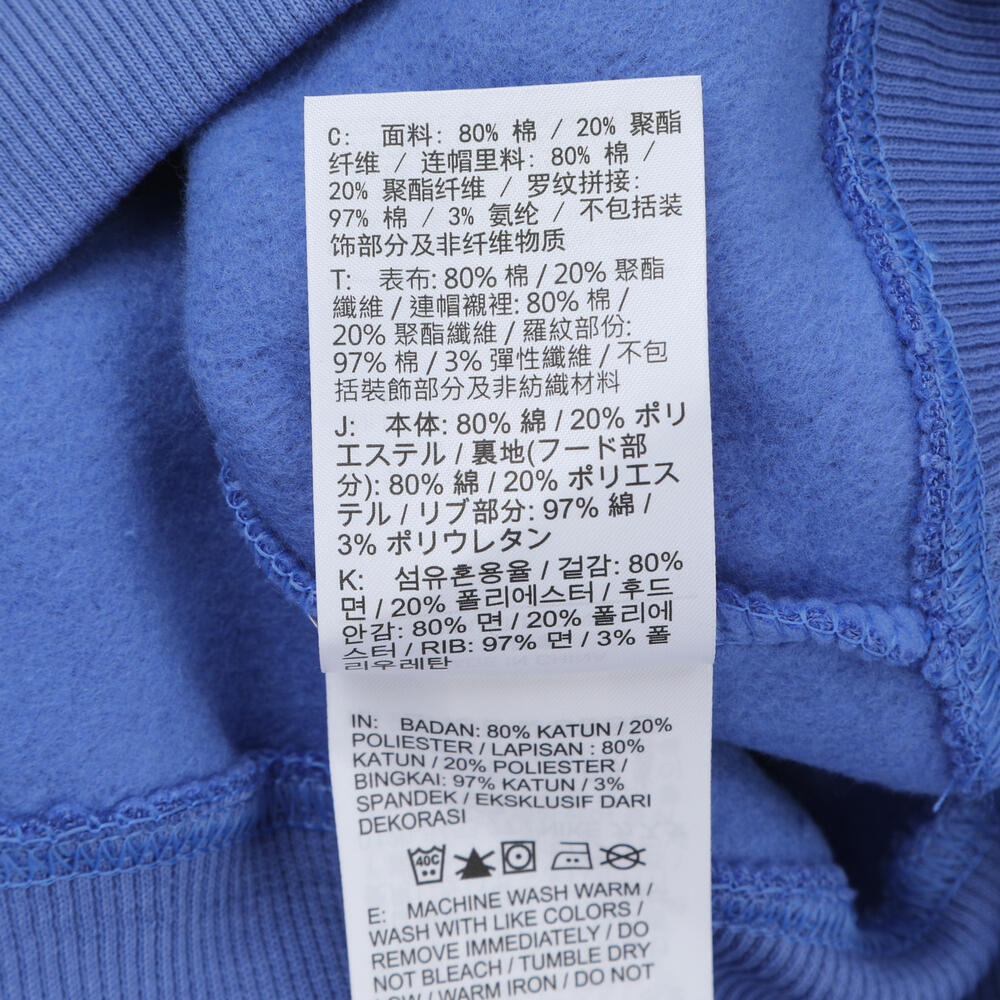 C: 面料: 80% 棉 / 20% 聚酯
纤维 / 连帽里料: 80% 棉 /
20% 聚酯纤维 / 罗纹拼接:
97% 棉 / 3% 氨纶 / 不包括装
饰部分及非纤维物质
T: 表布: 80% 棉 / 20% 聚酯
纖維 / 連帽襯裡: 80% 棉 /
20% 聚酯纖維 / 羅紋部份:
97% 棉 / 3% 彈性纖維 / 不包
括裝飾部分及非紡織材料
J: 本体: 80% 綿 / 20% ポリ
エステル / 裏地(フード部
分): 80% 綿 / 20% ポリエス
テル / リブ部分: 97% 綿 /
3% ポリウレタン
K: 섬유혼용율 / 겉감: 80%
면 / 20% 폴리에스터 / 후드
안감: 80% 면 / 20% 폴리에
스터 / RIB: 97% 면 / 3% 폴
리우레탄
IN: BADAN: 80% KATUN / 20%
POLIESTER / LAPISAN : 80%
KATUN / 20% POLIESTER /
BINGKAI: 97% KATUN / 3%
SPANDEK / EKSKLUSIF DARI
DEKORASI
40C
E: MACHINE WASH WARM /
WASH WITH LIKE COLORS /
REMOVE IMMEDIATELY / DO
NOT BLEACH / TUMBLE DRY
LOW / WARM IRON / DO NOT